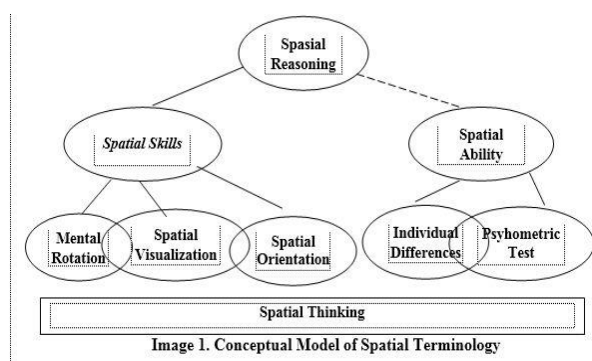 Spasial
Reasoning
Spatial Skills
Spatial
Ability
Mental
Rotation
Spatial
Visualization
Spatial
Orientation
Individual
Differences
Psyhometric
Test
Spatial Thinking
Image 1. Conceptual Model of Spatial Terminology